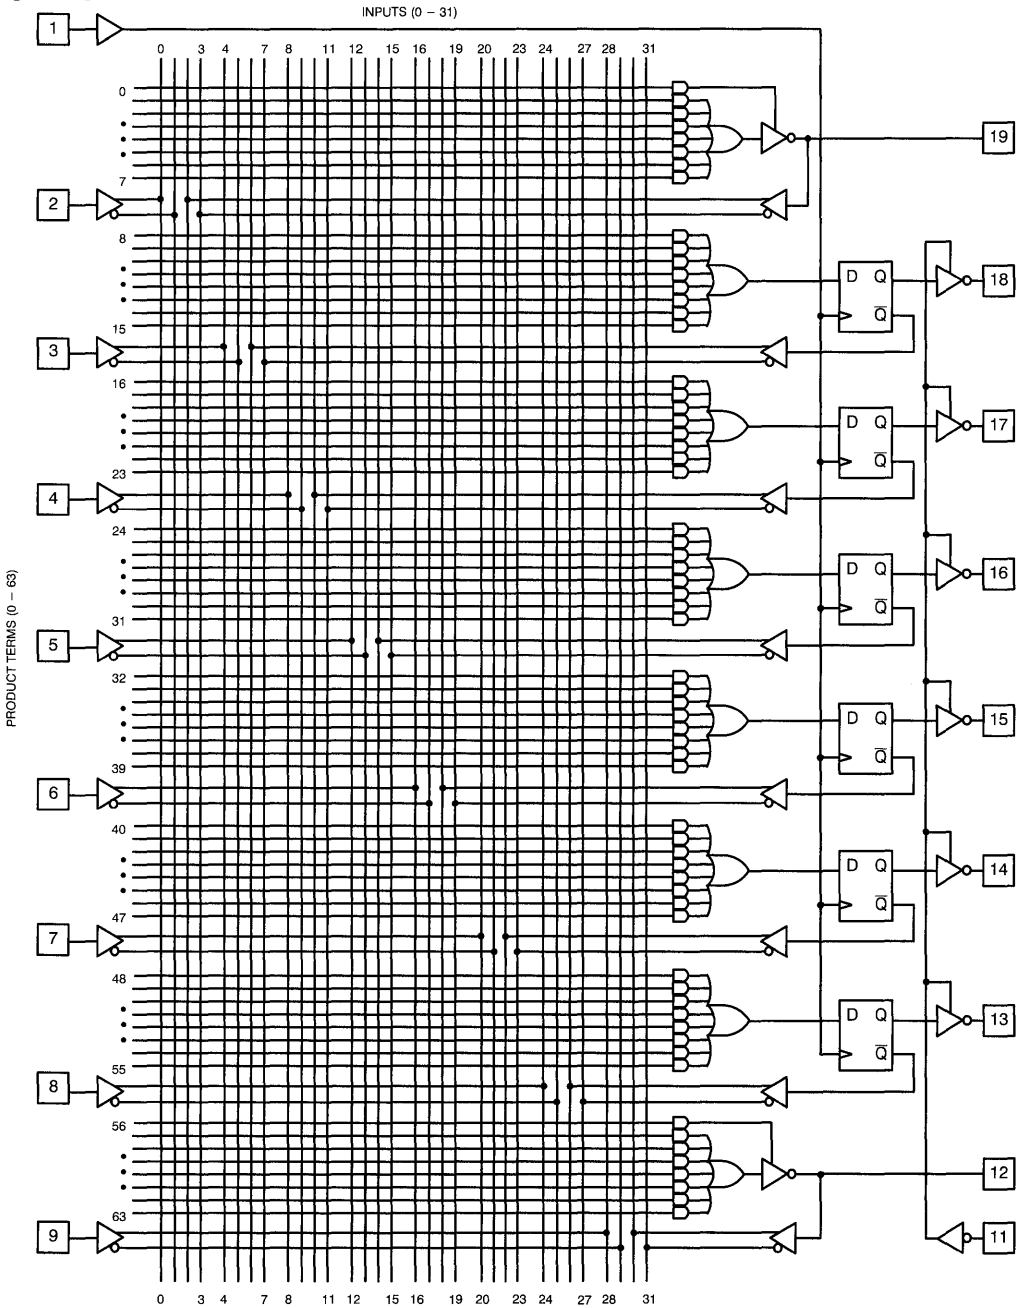 INPUTS (0 – 31)
1
0 3 4 7 8 11 12 15 16 19 20 23 24 27 28 31
0
19
7
2
8
D Q
18
Q̅
15
3
16
D Q
17
Q̅
23
4
24
D Q
16
Q̅
31
5
PRODUCT TERMS (0 – 63)
32
D Q
15
Q̅
39
6
40
D Q
14
Q̅
47
7
48
D Q
13
Q̅
55
8
56
12
63
9
11
0 3 4 7 8 11 12 15 16 19 20 23 24 27 28 31